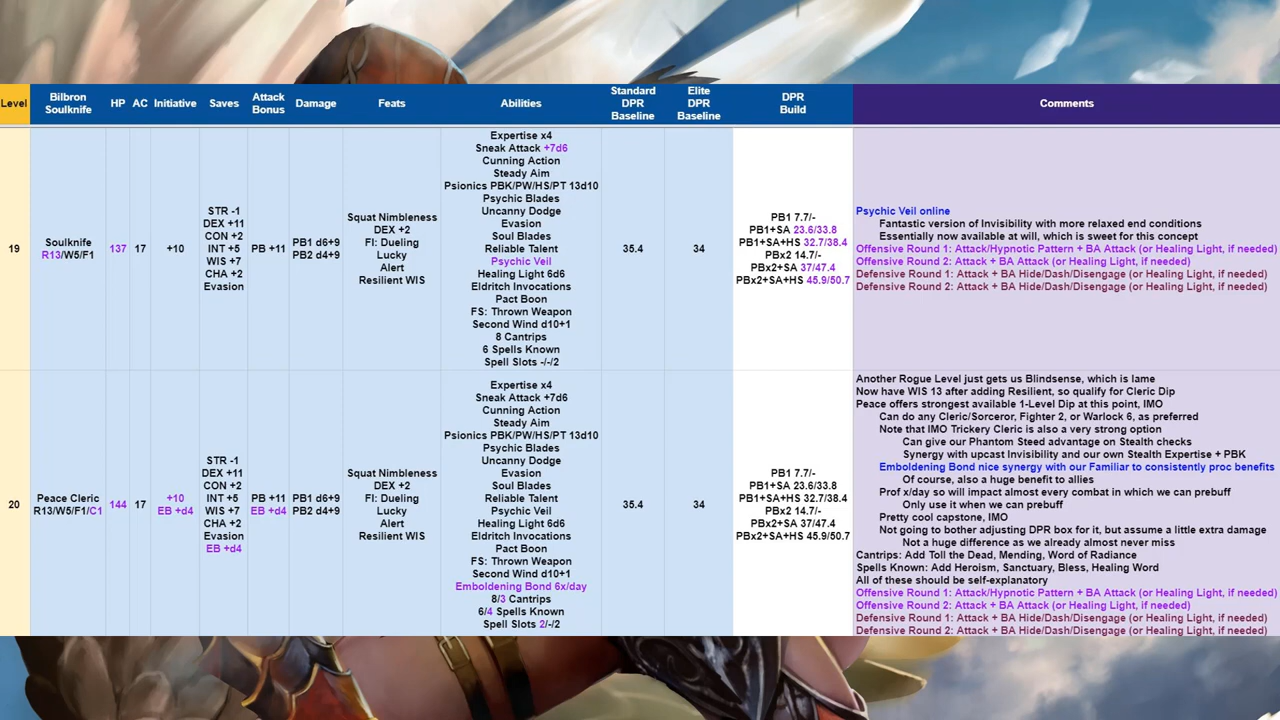 Level
Bilbron
Soulknife
HP
AC
Initiative
Saves
Attack
Bonus
Damage
Feats
Abilities
Standard
DPR
Baseline
Elite
DPR
Baseline
DPR
Build
Comments
19
Soulknife
R13/W5/F1
137
17
+10
STR -1
DEX +11
CON +2
INT +5
WIS +7
CHA +2
Evasion
PB +11
PB1 d6+9
PB2 d4+9
Squat Nimbleness
DEX +2
FI: Dueling
Lucky
Alert
Resilient WIS
Expertise x4
Sneak Attack +7d6
Cunning Action
Steady Aim
Psionics PBK/PW/HS/PT 13d10
Psychic Blades
Uncanny Dodge
Evasion
Soul Blades
Reliable Talent
Psychic Veil
Healing Light 6d6
Eldritch Invocations
Pact Boon
FS: Thrown Weapon
Second Wind d10+1
8 Cantrips
6 Spells Known
Spell Slots -/-/2
35.4
34
PB1 7.7/-
PB1+SA 23.6/33.8
PB1+SA+HS 32.7/38.4
PBx2 14.7/-
PBx2+SA 37/47.4
PBx2+SA+HS 45.9/50.7
Psychic Veil online
Fantastic version of Invisibility with more relaxed end conditions
Essentially now available at will, which is sweet for this concept
Offensive Round 1: Attack/Hypnotic Pattern + BA Attack (or Healing Light, if needed)
Offensive Round 2: Attack + BA Attack (or Healing Light, if needed)
Defensive Round 1: Attack + BA Hide/Dash/Disengage (or Healing Light, if needed)
Defensive Round 2: Attack + BA Hide/Dash/Disengage (or Healing Light, if needed)
20
Peace Cleric
R13/W5/F1/C1
144
17
+10
EB +d4
STR -1
DEX +11
CON +2
INT +5
WIS +7
CHA +2
Evasion
EB +d4
PB +11
EB +d4
PB1 d6+9
PB2 d4+9
Squat Nimbleness
DEX +2
FI: Dueling
Lucky
Alert
Resilient WIS
Expertise x4
Sneak Attack +7d6
Cunning Action
Steady Aim
Psionics PBK/PW/HS/PT 13d10
Psychic Blades
Uncanny Dodge
Evasion
Soul Blades
Reliable Talent
Psychic Veil
Healing Light 6d6
Eldritch Invocations
Pact Boon
FS: Thrown Weapon
Second Wind d10+1
Emboldening Bond 6x/day
8/3 Cantrips
6/4 Spells Known
Spell Slots 2/-/2
35.4
34
PB1 7.7/-
PB1+SA 23.6/33.8
PB1+SA+HS 32.7/38.4
PBx2 14.7/-
PBx2+SA 37/47.4
PBx2+SA+HS 45.9/50.7
Another Rogue Level just gets us Blindsense, which is lame
Now have WIS 13 after adding Resilient, so qualify for Cleric Dip
Peace offers strongest available 1-Level Dip at this point, IMO
Can do any Cleric/Sorceror, Fighter 2, or Warlock 6, as preferred
Note that IMO Trickery Cleric is also a very strong option
Can give our Phantom Steed advantage on Stealth checks
Synergy with upcast Invisibility and our own Stealth Expertise + PBK
Emboldening Bond nice synergy with our Familiar to consistently proc benefits
Of course, also a huge benefit to allies
Prof x/day so will impact almost every combat in which we can prebuff
Only use it when we can prebuff
Pretty cool capstone, IMO
Not going to bother adjusting DPR box for it, but assume a little extra damage
Not a huge difference as we already almost never miss
Cantrips: Add Toll the Dead, Mending, Word of Radiance
Spells Known: Add Heroism, Sanctuary, Bless, Healing Word
All of these should be self-explanatory
Offensive Round 1: Attack/Hypnotic Pattern + BA Attack (or Healing Light, if needed)
Offensive Round 2: Attack + BA Attack (or Healing Light, if needed)
Defensive Round 1: Attack + BA Hide/Dash/Disengage (or Healing Light, if needed)
Defensive Round 2: Attack + BA Hide/Dash/Disengage (or Healing Light, if needed)